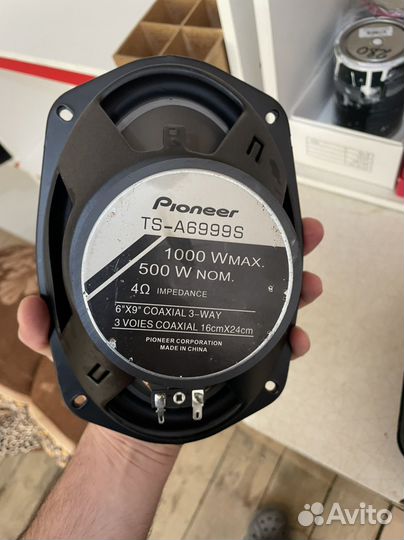 280
Pioneer
TS-A6999S
1000 WMAX.
500 W NOM.
4Ω IMPEDANCE
6"X9" COAXIAL 3-WAY
3 VOIES COAXIAL 16cmX24cm
PIONEER CORPORATION
MADE IN CHINA
Avito